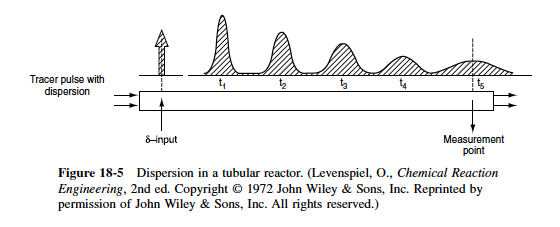 Tracer pulse with
dispersion
t₁ t₂ t₃ t₄ t₅
δ–input
Measurement
point
Figure 18-5 Dispersion in a tubular reactor. (Levenspiel, O., Chemical Reaction
Engineering, 2nd ed. Copyright © 1972 John Wiley & Sons, Inc. Reprinted by
permission of John Wiley & Sons, Inc. All rights reserved.)